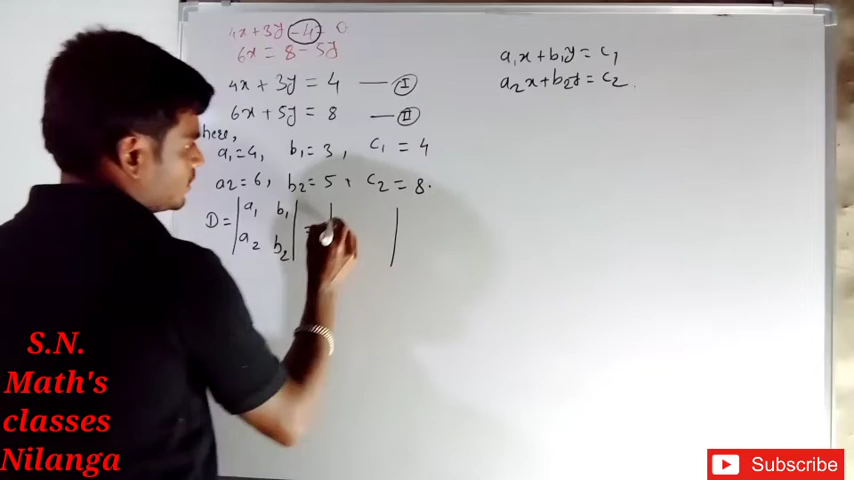 4x + 3y - 4 = 0
6x = 8 - 5y
4x + 3y = 4 — I
6x + 5y = 8 — II
here,
a₁=4, b₁=3, c₁=4
a₂=6, b₂=5, c₂=8.
D = | a₁ b₁ | = | |
a₂ b₂
a₁x + b₁y = c₁
a₂x + b₂y = c₂.
S.N.
Math's
classes
Nilanga
Subscribe